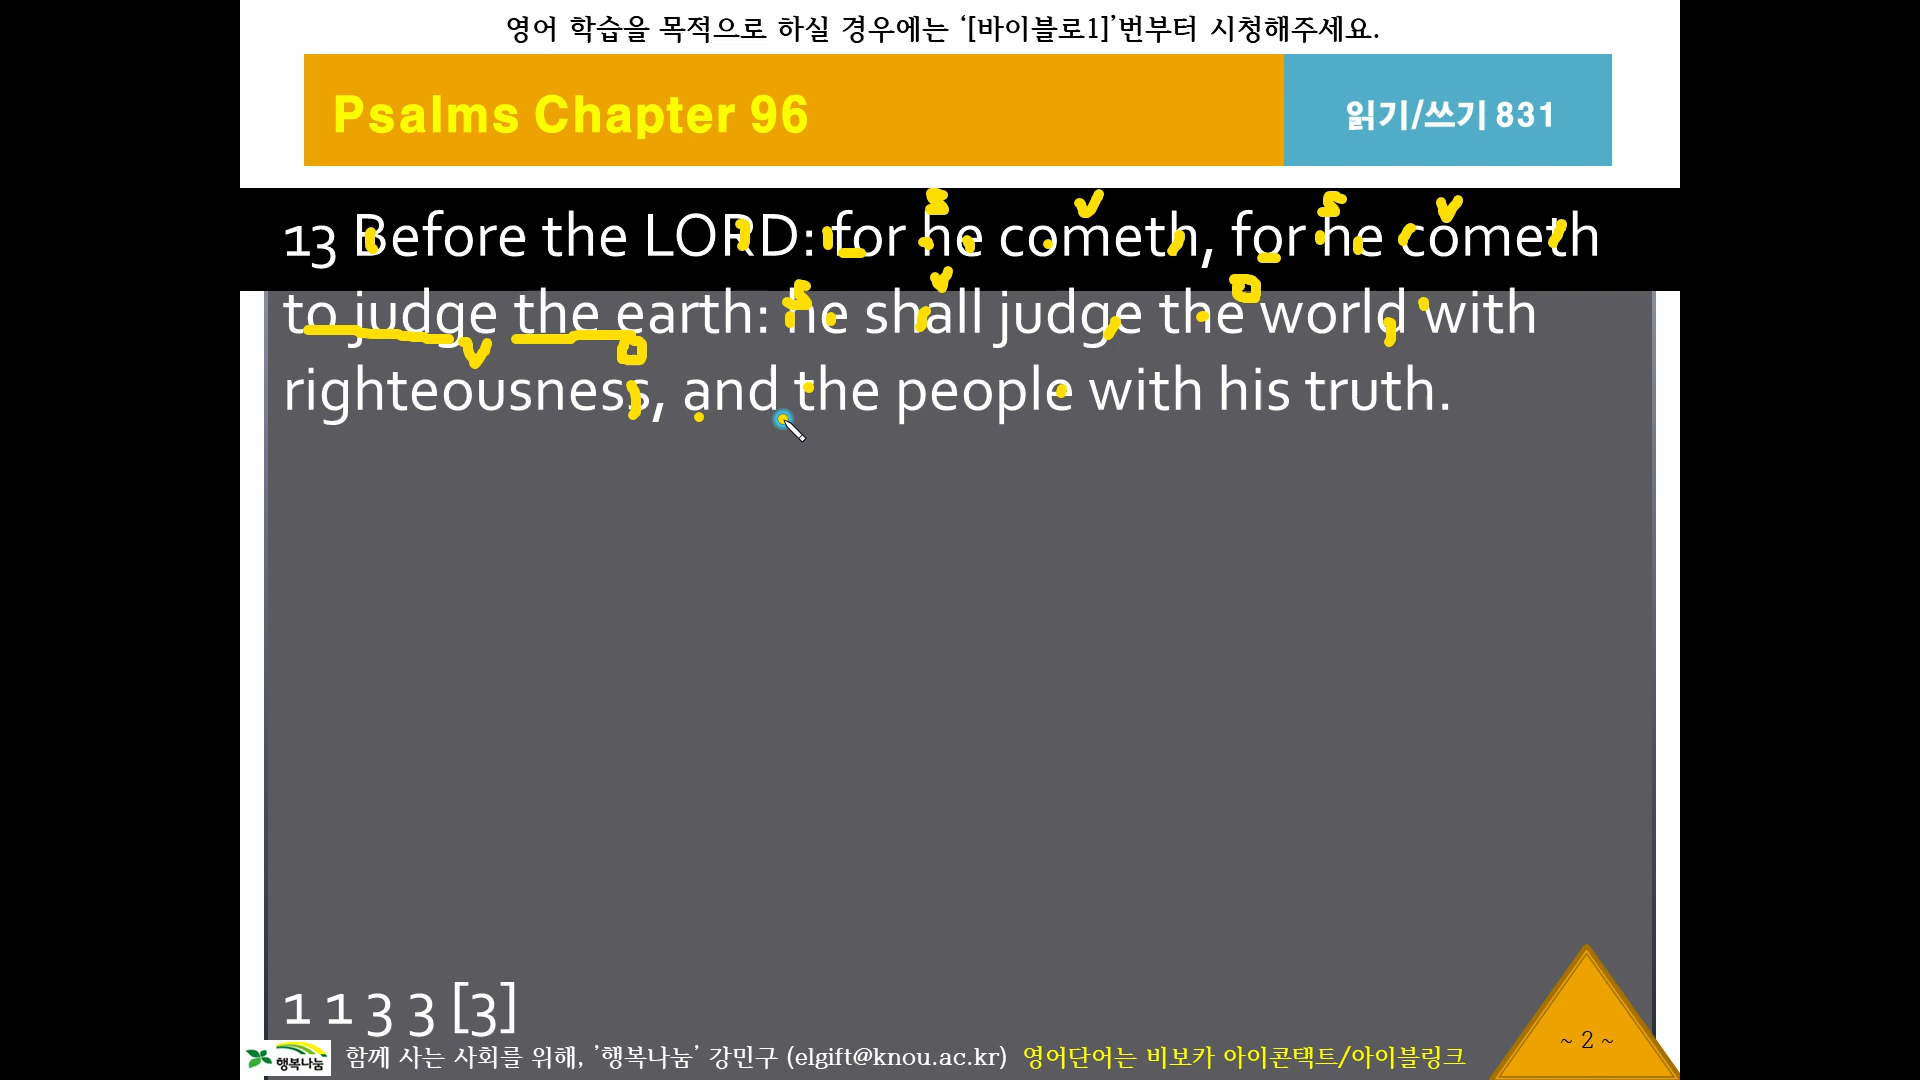 영어 학습을 목적으로 하실 경우에는 ‘[바이블로1]’번부터 시청해주세요.
Psalms Chapter 96
읽기/쓰기 831
13 Before the LORD: for he cometh, for he cometh
to judge the earth: he shall judge the world with
righteousness, and the people with his truth.
1 1 3 3 [3]
행복나눔
함께 사는 사회를 위해, ’행복나눔’ 강민구 (elgift@knou.ac.kr) 영어단어는 비보카 아이콘택트/아이블링크
~ 2 ~